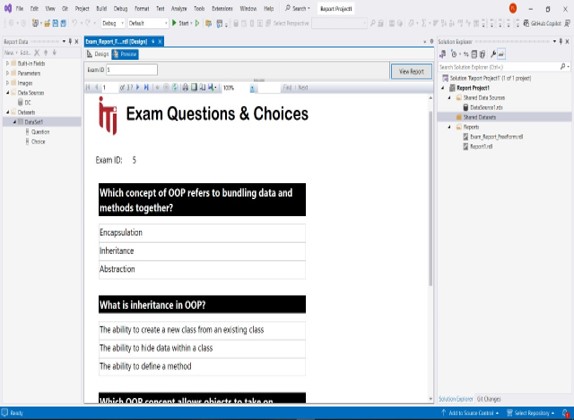 File Edit View Git Project Build Debug Format Test Analyze Tools Extensions Window Help Search Report Project1
Debug Default Start GitHub Copilot
Report Data
Built-in Fields
Parameters
Images
Data Sources
DC
Datasets
DataSet1
Question
Choice
Design Preview
Exam ID 5
View Report
1 of 3 100% Find Next
iti Exam Questions & Choices
Exam ID: 5
Which concept of OOP refers to bundling data and
methods together?
Encapsulation
Inheritance
Abstraction
What is inheritance in OOP?
The ability to create a new class from an existing class
The ability to hide data within a class
The ability to define a method
Which OOP concept allows objects to take on
Solution Explorer
Search Solution Explorer (Ctrl+;)
Solution 'Report Project1' (1 of 1 project)
Report Project1
Shared Data Sources
DataSource1.rds
Shared Datasets
Reports
Exam_Report_FreeForm.rdl
Report1.rdl
Solution Explorer Git Changes
Ready
Add to Source Control Select Repository